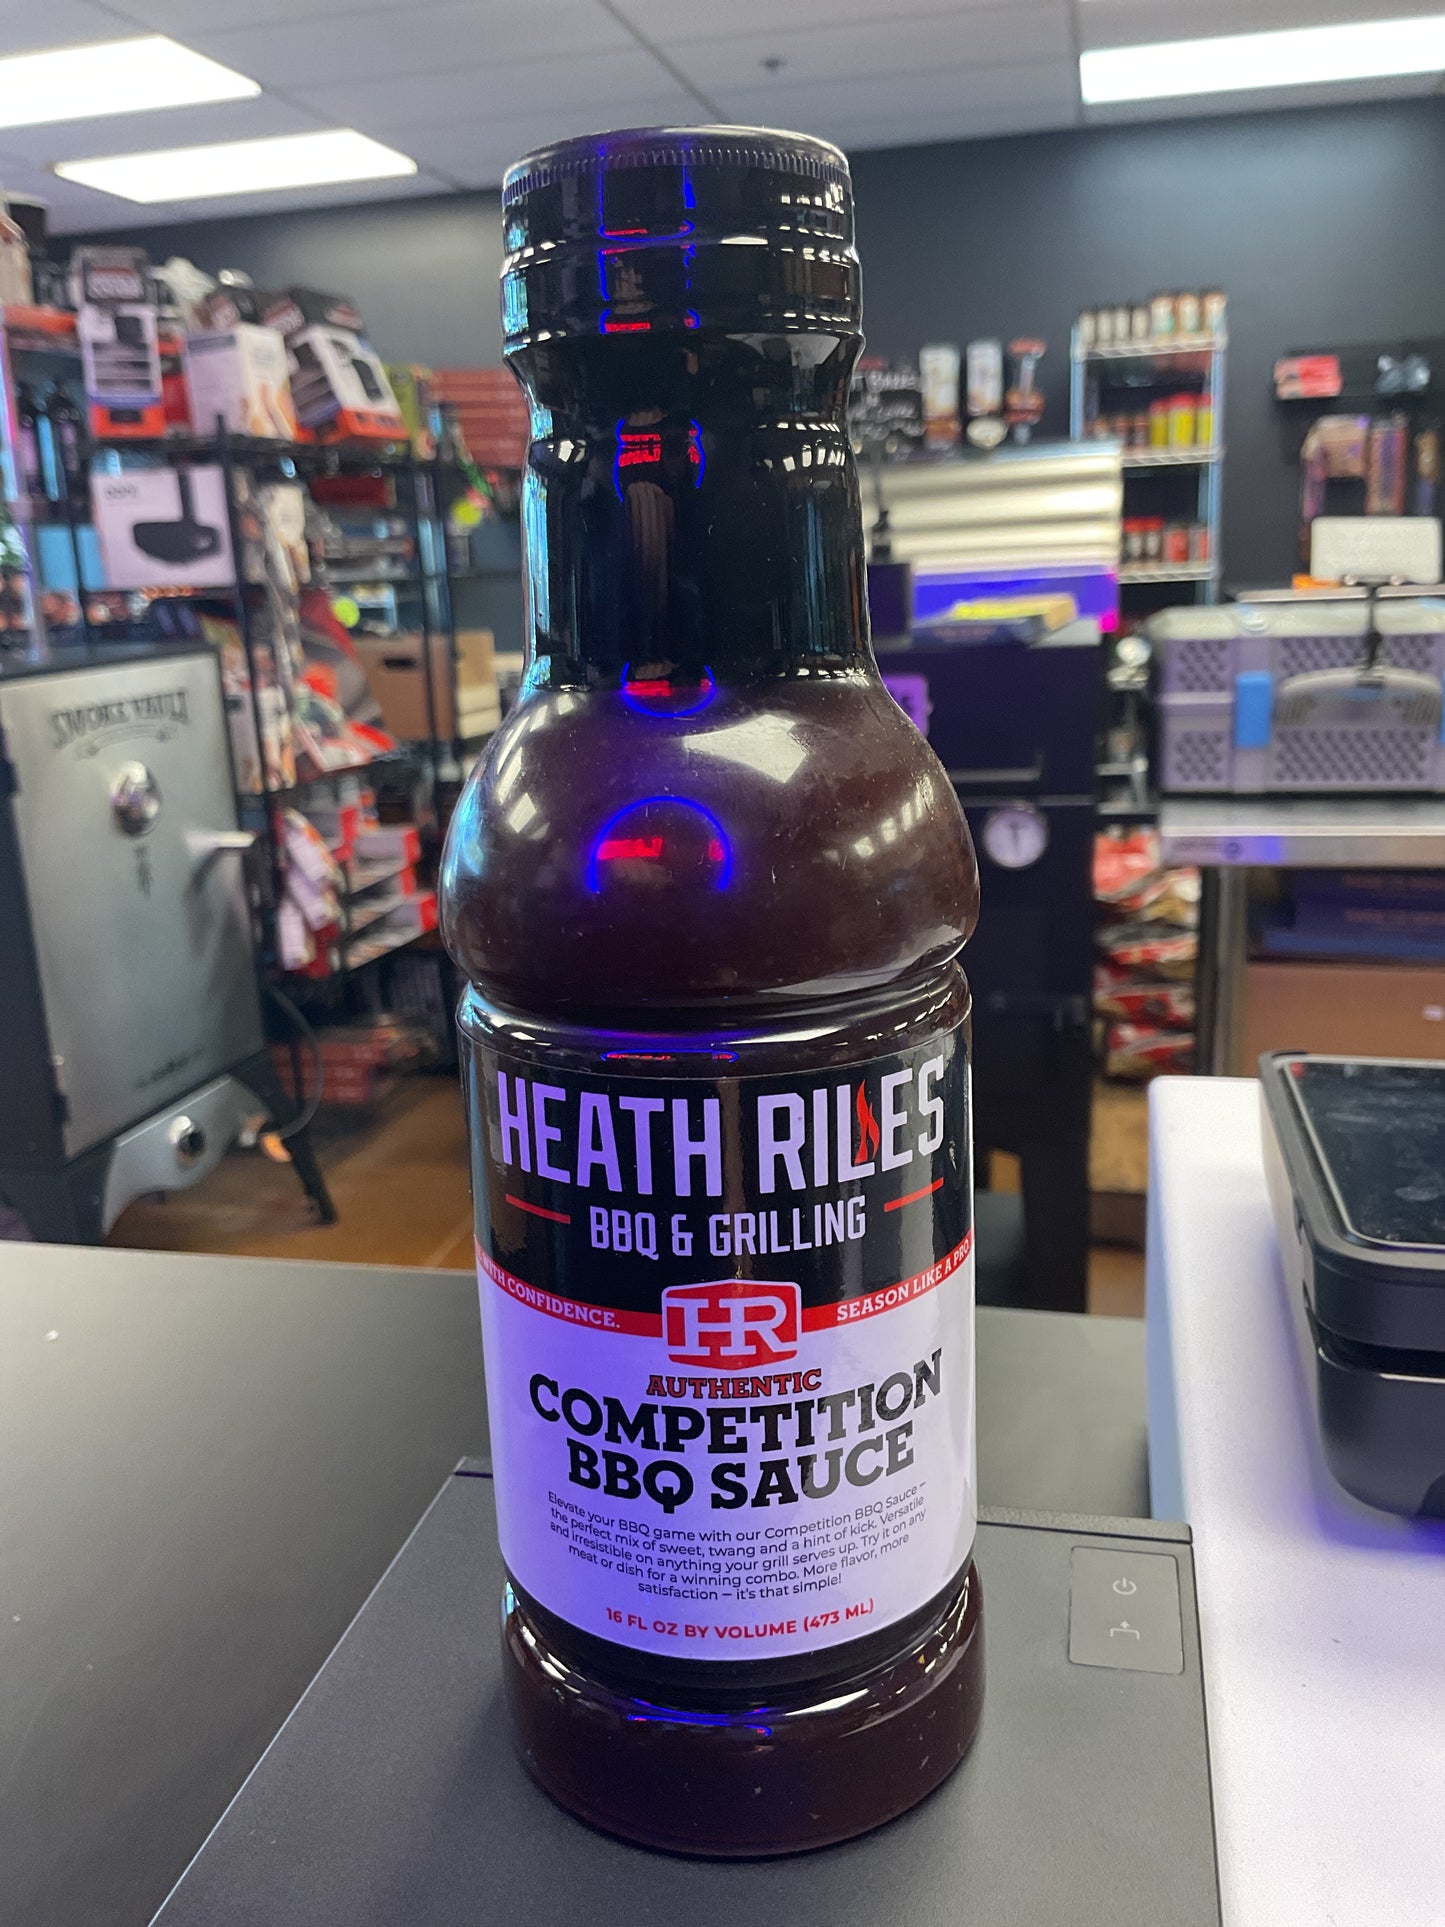 SMOKE VAULT
HEATH RILES
BBQ & GRILLING
WITH CONFIDENCE.
SEASON LIKE A PRO.
HR
AUTHENTIC
COMPETITION
BBQ SAUCE
Elevate your BBQ game with our Competition BBQ Sauce –
the perfect mix of sweet, twang and a hint of kick. Versatile
and irresistible on anything your grill serves up. Try it on any
meat or dish for a winning combo. More flavor, more
satisfaction – it's that simple!
16 FL OZ BY VOLUME (473 ML)